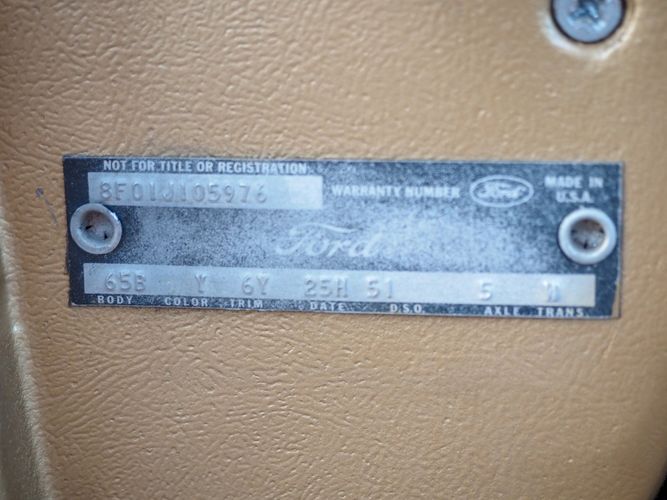 NOT FOR TITLE OR REGISTRATION
8F01J105976 WARRANTY NUMBER Ford MADE IN U.S.A.
Ford
65B Y 6Y 25H 51 5
BODY COLOR TRIM DATE D.S.O. AXLE TRANS.